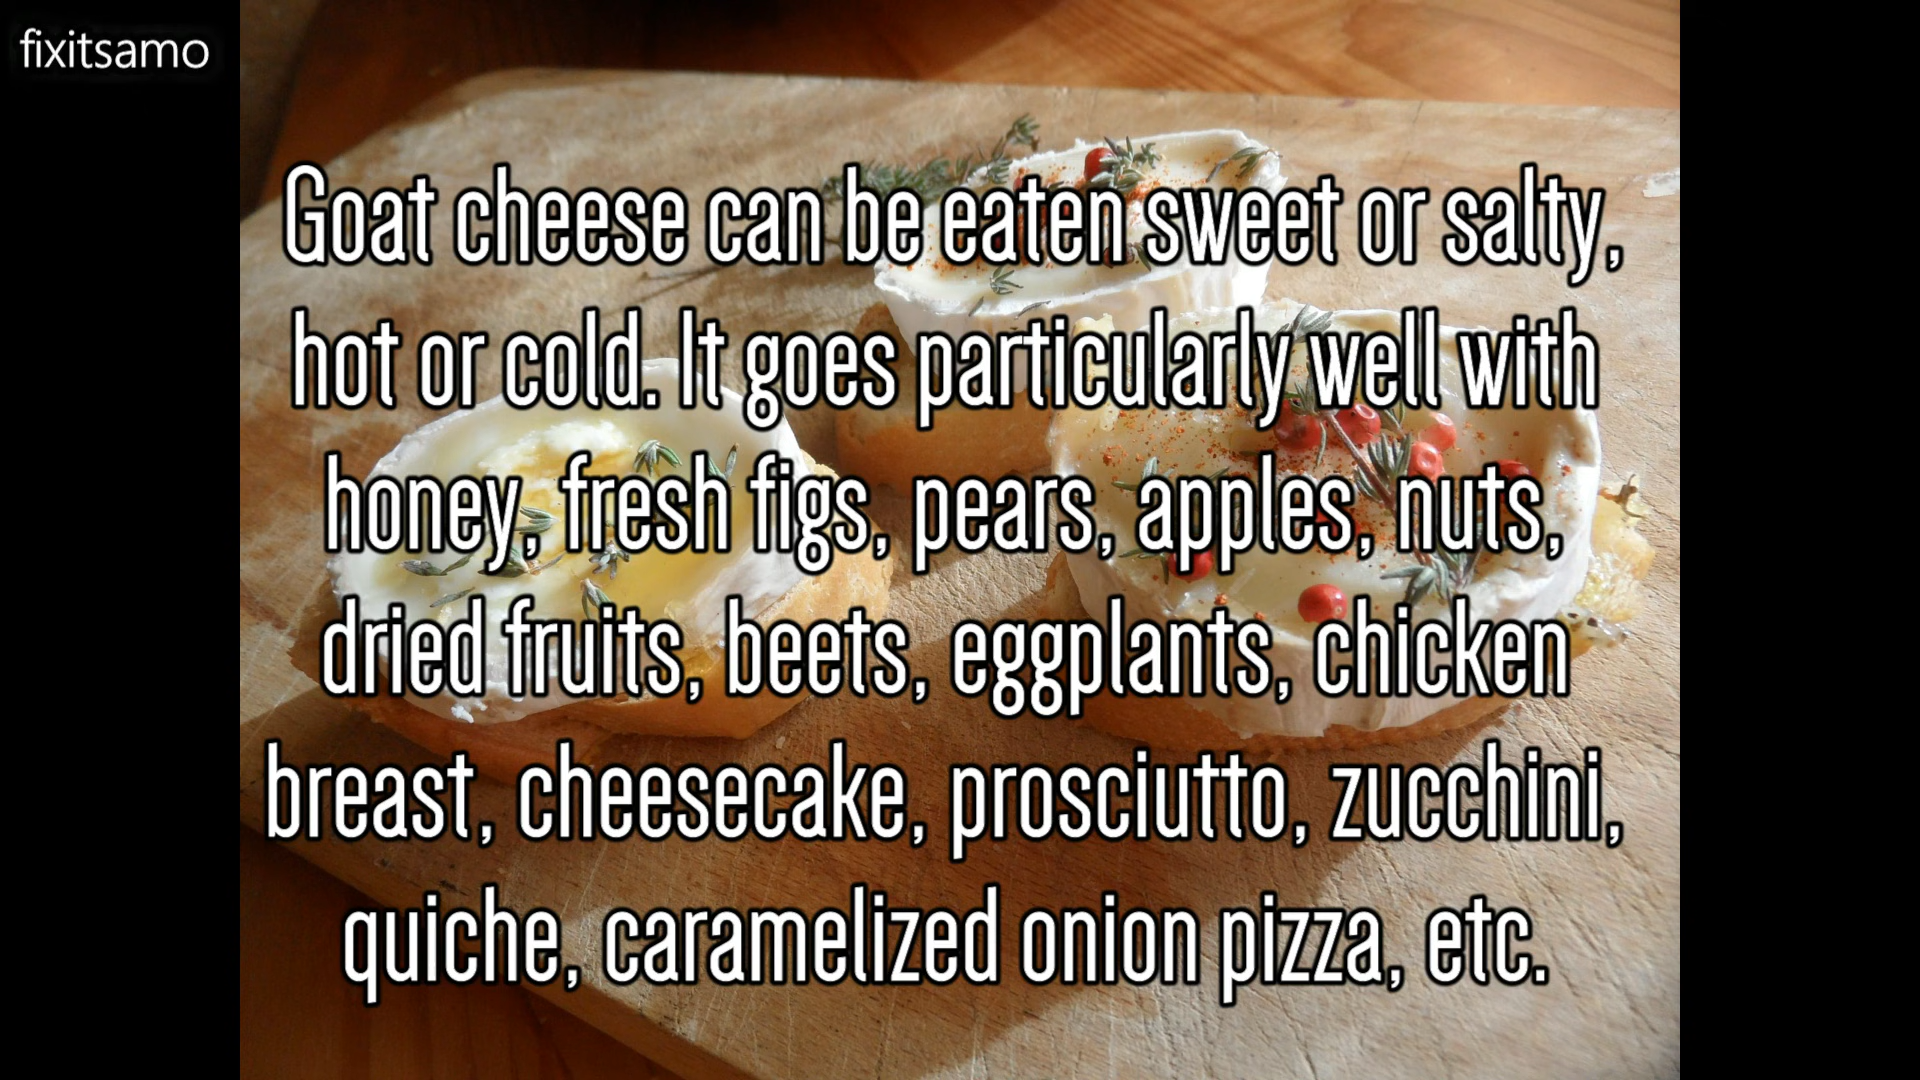 fixitsamo
Goat cheese can be eaten sweet or salty,
hot or cold. It goes particularly well with
honey, fresh figs, pears, apples, nuts,
dried fruits, beets, eggplants, chicken
breast, cheesecake, prosciutto, zucchini,
quiche, caramelized onion pizza, etc.